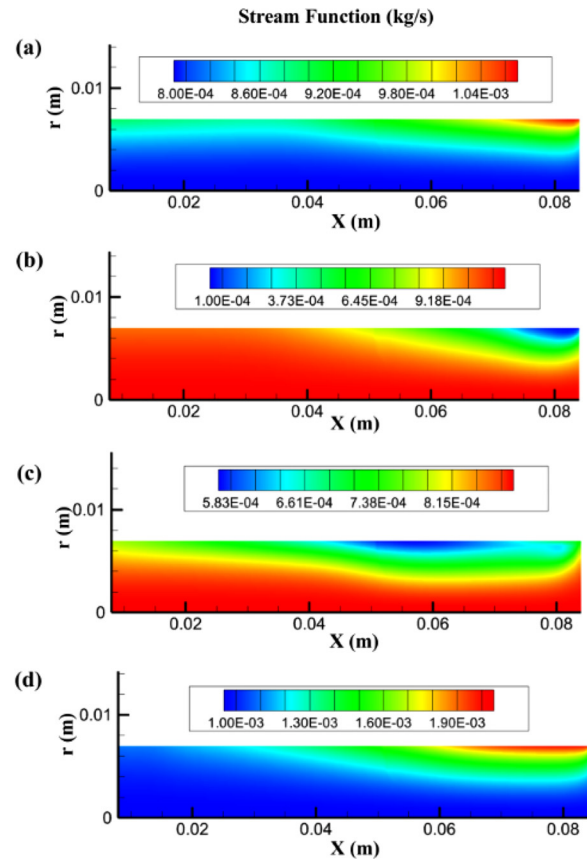 Stream Function (kg/s)
(a)
r (m)
0.01
0
8.00E-04 8.60E-04 9.20E-04 9.80E-04 1.04E-03
0.02 0.04 0.06 0.08
X (m)
(b)
r (m)
0.01
0
1.00E-04 3.73E-04 6.45E-04 9.18E-04
0.02 0.04 0.06 0.08
X (m)
(c)
r (m)
0.01
0
5.83E-04 6.61E-04 7.38E-04 8.15E-04
0.02 0.04 0.06 0.08
X (m)
(d)
r (m)
0.01
0
1.00E-03 1.30E-03 1.60E-03 1.90E-03
0.02 0.04 0.06 0.08
X (m)